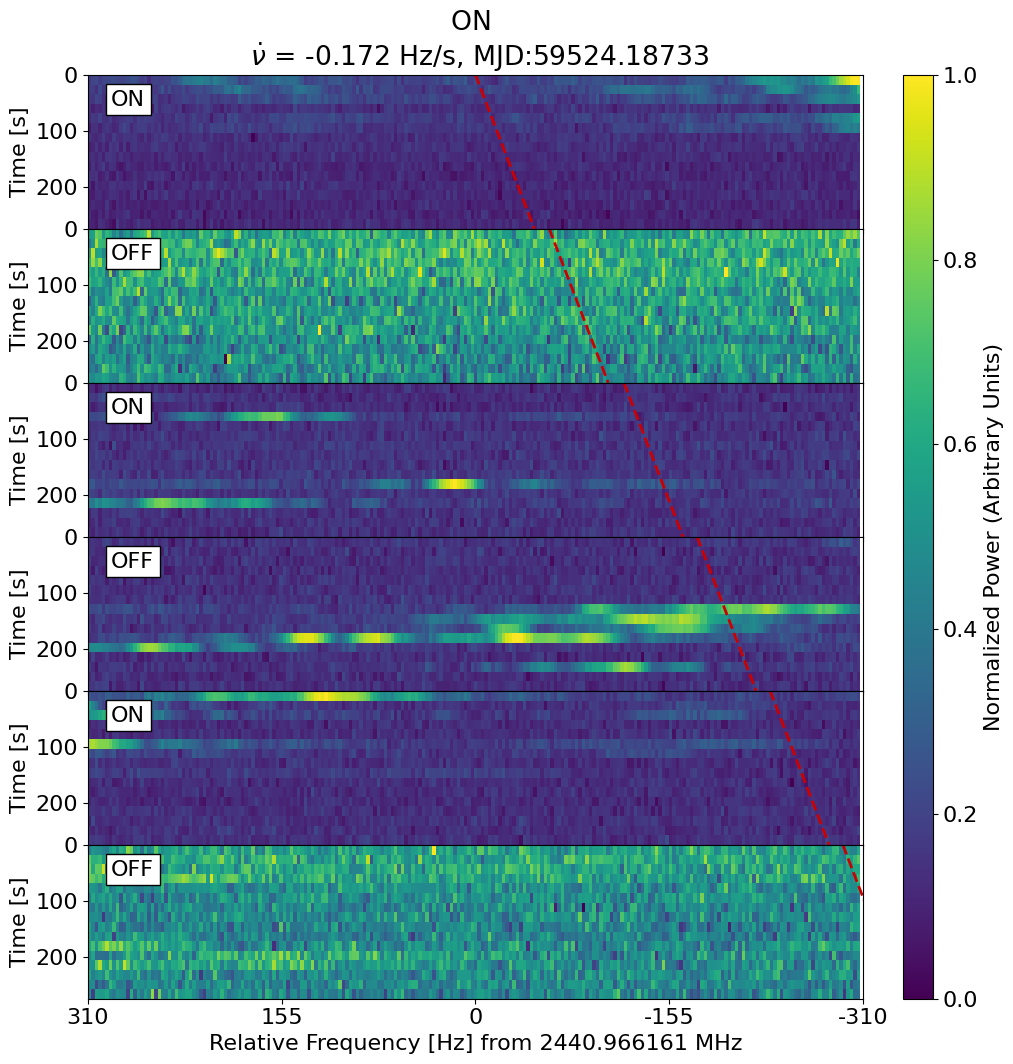 ON
ν̇ = -0.172 Hz/s, MJD:59524.18733
0
100
200
Time [s]
ON
0
100
200
Time [s]
OFF
0
100
200
Time [s]
ON
0
100
200
Time [s]
OFF
0
100
200
Time [s]
ON
0
100
200
Time [s]
OFF
310 155 0 -155 -310
Relative Frequency [Hz] from 2440.966161 MHz
1.0
0.8
0.6
0.4
0.2
0.0
Normalized Power (Arbitrary Units)